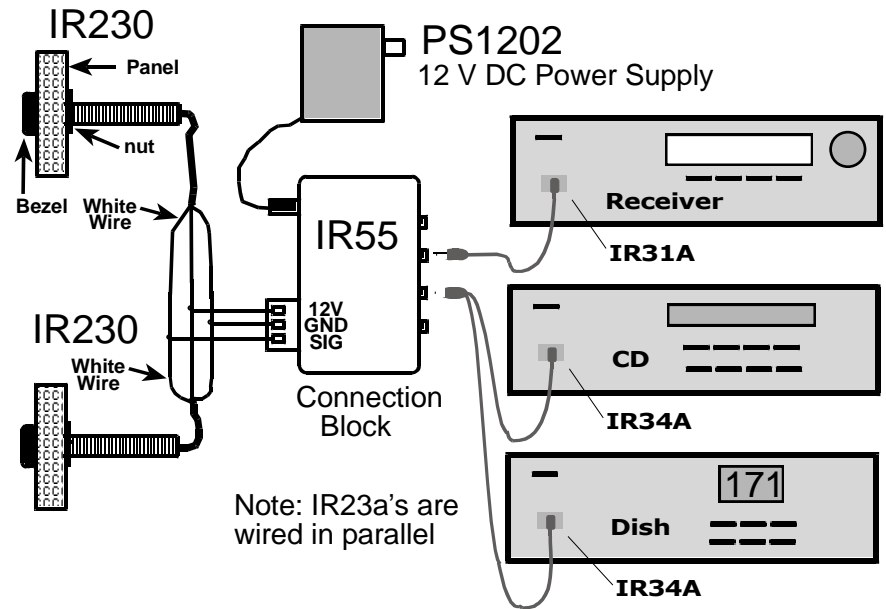 IR230
Panel
nut
Bezel
White
Wire
PS1202
12 V DC Power Supply
IR55
12V
GND
SIG
Connection
Block
Receiver
IR31A
CD
IR34A
IR230
White
Wire
Note: IR23a's are
wired in parallel
171
Dish
IR34A